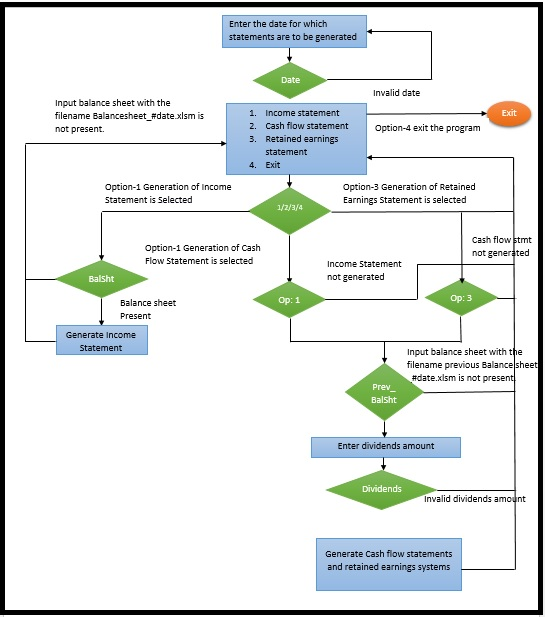 Enter the date for which
statements are to be generated
Date
Invalid date
Input balance sheet with the
filename Balancesheet_#date.xlsm is
not present.
1. Income statement
2. Cash flow statement
3. Retained earnings
statement
4. Exit
Exit
Option-4 exit the program
Option-1 Generation of Income
Statement is Selected
1/2/3/4
Option-3 Generation of Retained
Earnings Statement is selected
Option-1 Generation of Cash
Flow Statement is selected
Cash flow stmt
not generated
Income Statement
not generated
BalSht
Op: 1
Op: 3
Balance sheet
Present
Generate Income
Statement
Input balance sheet with the
filename previous Balance sheet
_#date.xlsm is not present.
Prev_
BalSht
Enter dividends amount
Dividends
Invalid dividends amount
Generate Cash flow statements
and retained earnings systems